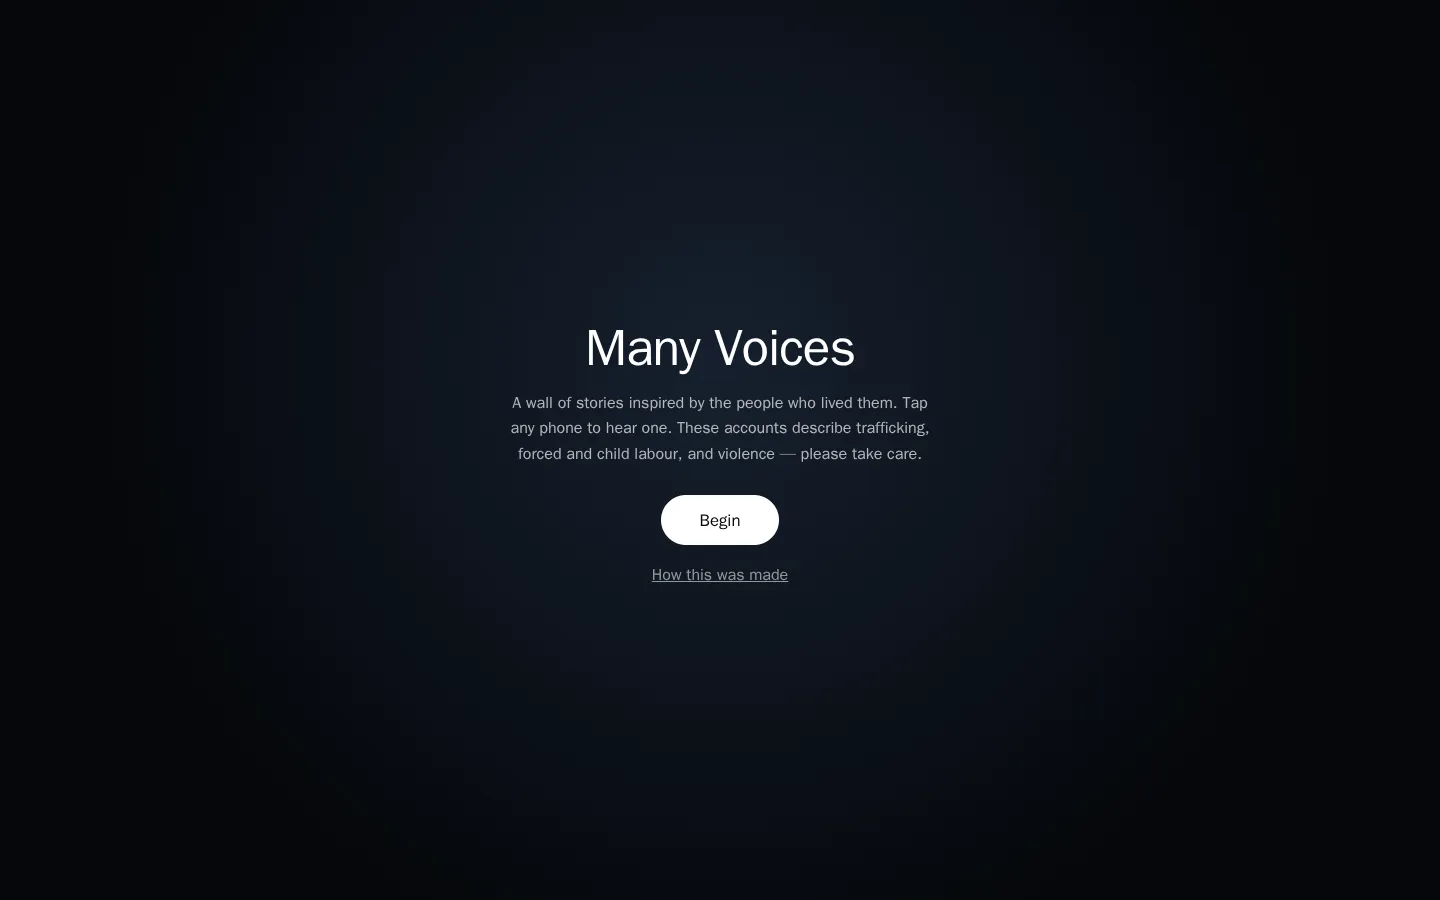 Many Voices
A wall of stories inspired by the people who lived them. Tap
any phone to hear one. These accounts describe trafficking,
forced and child labour, and violence — please take care.
Begin
How this was made